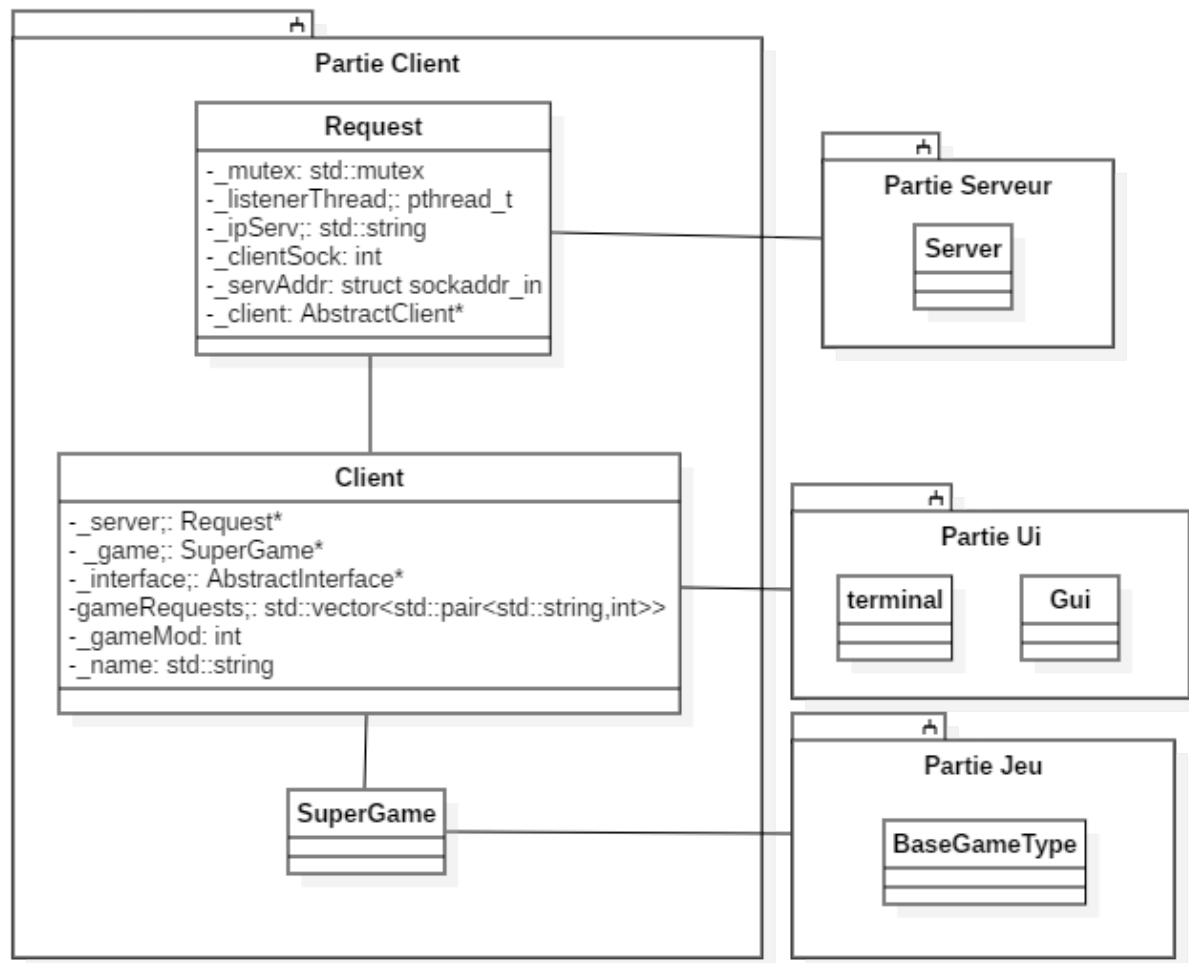 Partie Client
Request
-_mutex: std::mutex
-_listenerThread;: pthread_t
-_ipServ;: std::string
-_clientSock: int
-_servAddr: struct sockaddr_in
-_client: AbstractClient*
Partie Serveur
Server
Client
-_server;: Request*
- _game;: SuperGame*
-_interface;: AbstractInterface*
-gameRequests;: std::vector<std::pair<std::string,int>>
-_gameMod: int
-_name: std::string
Partie Ui
terminal
Gui
SuperGame
Partie Jeu
BaseGameType